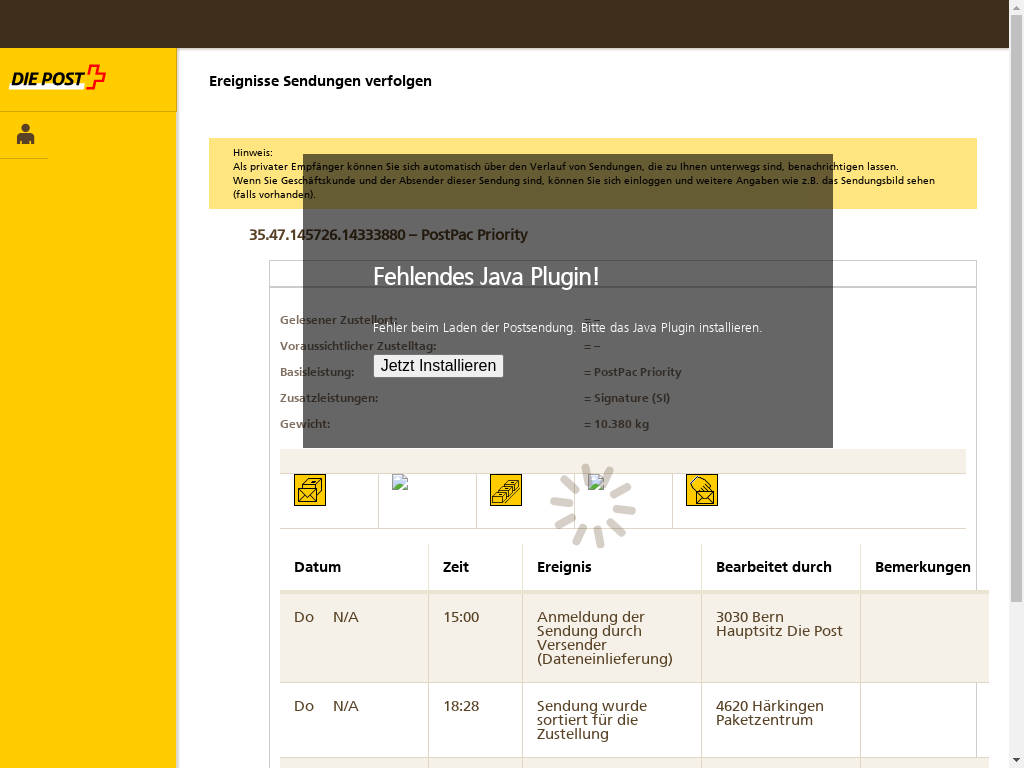 DIE POST
Ereignisse Sendungen verfolgen
Hinweis:
Als privater Empfänger können Sie sich automatisch über den Verlauf von Sendungen, die zu Ihnen unterwegs sind, benachrichtigen lassen.
Wenn Sie Geschäftskunde und der Absender dieser Sendung sind, können Sie sich einloggen und weitere Angaben wie z.B. das Sendungsbild sehen
(falls vorhanden).
35.47.145726.14333880 – PostPac Priority
Fehlendes Java Plugin!
Gelesener Zustellort: = –
Fehler beim Laden der Postsendung. Bitte das Java Plugin installieren.
Voraussichtlicher Zustelltag: = –
Jetzt Installieren
Basisleistung: = PostPac Priority
Zusatzleistungen: = Signature (SI)
Gewicht: = 10.380 kg
Datum Zeit Ereignis Bearbeitet durch Bemerkungen
Do N/A 15:00 Anmeldung der 3030 Bern
Sendung durch Hauptsitz Die Post
Versender
(Dateneinlieferung)
Do N/A 18:28 Sendung wurde 4620 Härkingen
sortiert für die Paketzentrum
Zustellung